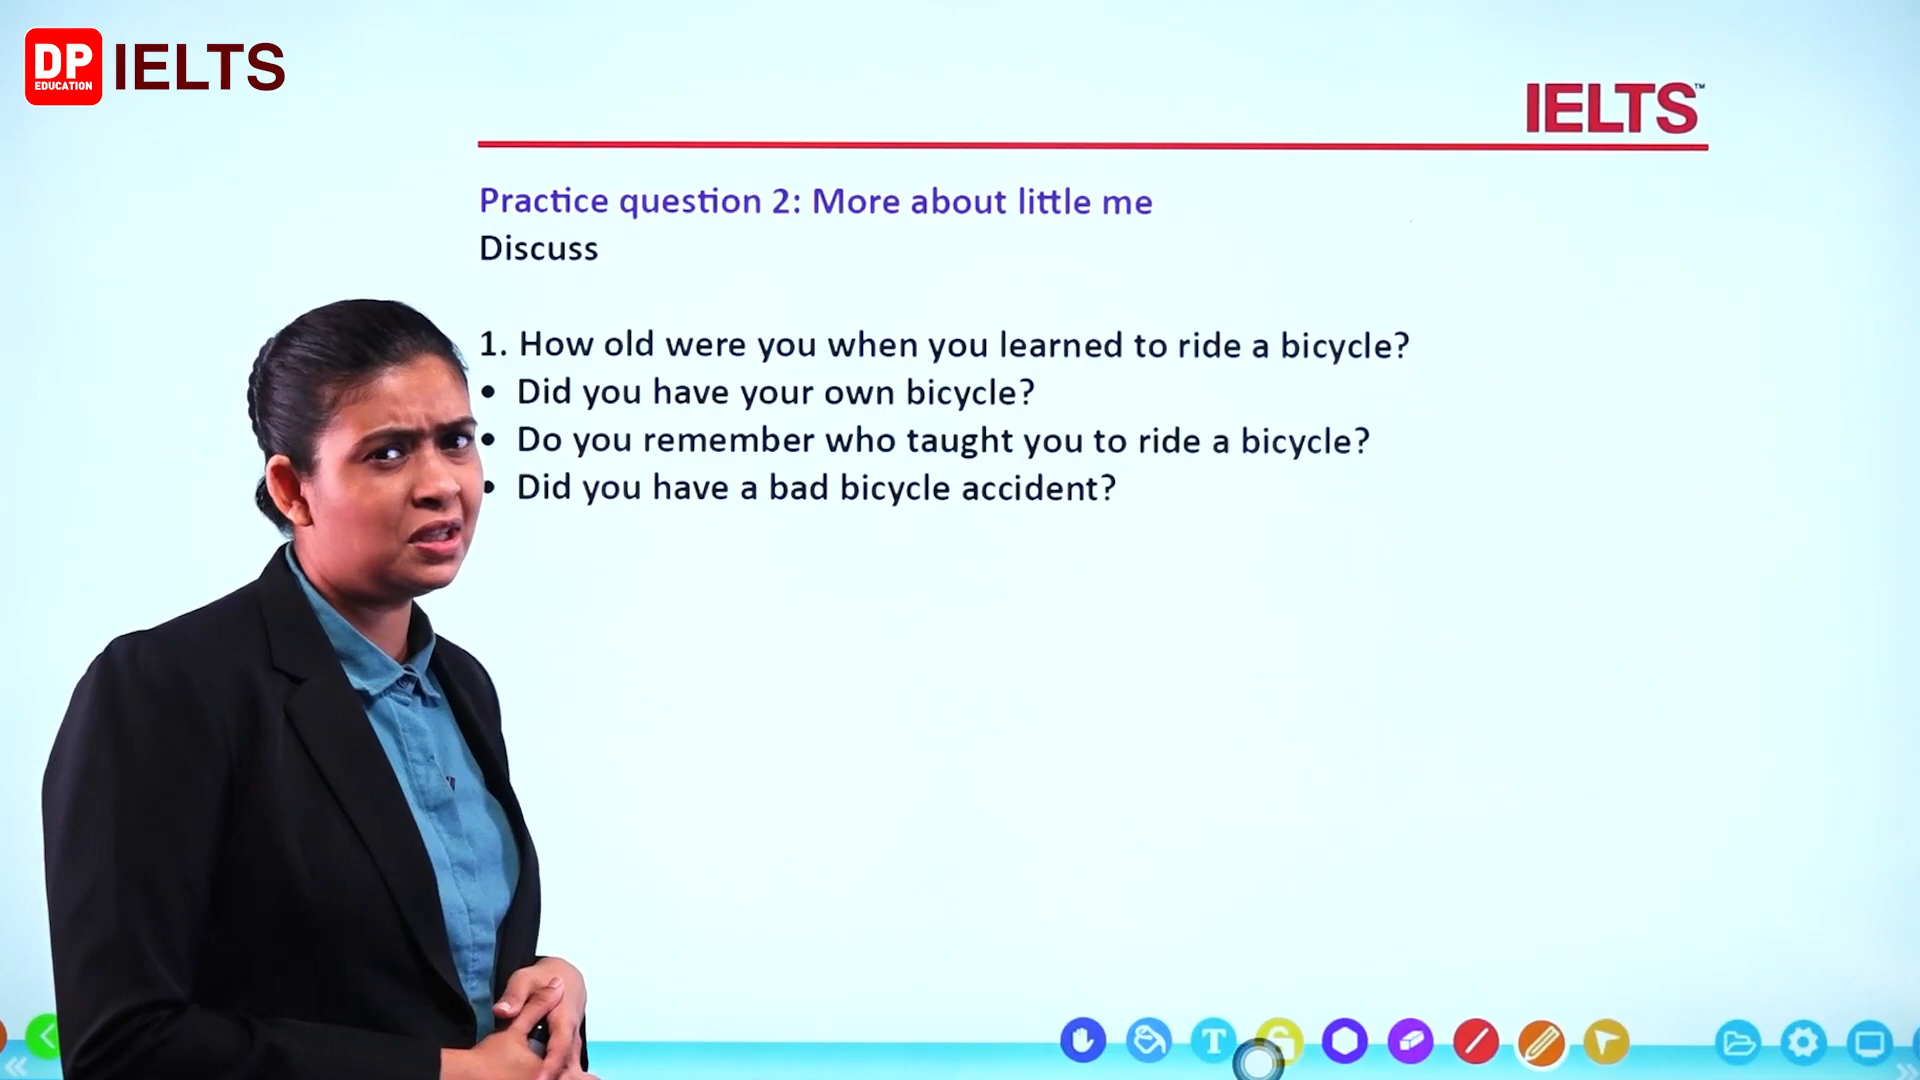 DP
EDUCATION
IELTS
IELTS™
Practice question 2: More about little me
Discuss
1. How old were you when you learned to ride a bicycle?
• Did you have your own bicycle?
• Do you remember who taught you to ride a bicycle?
• Did you have a bad bicycle accident?
T